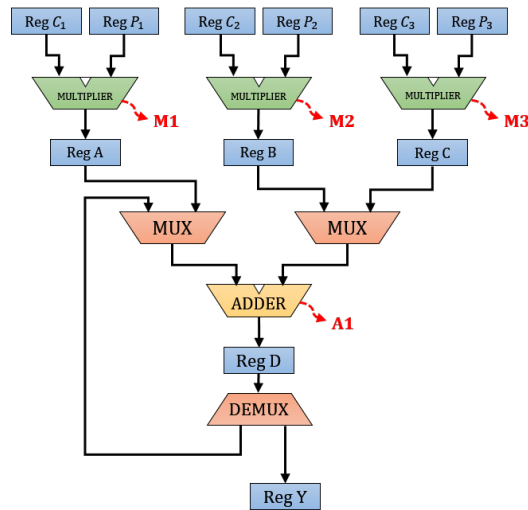 Reg C₁ Reg P₁ Reg C₂ Reg P₂ Reg C₃ Reg P₃
MULTIPLIER MULTIPLIER MULTIPLIER
M1 M2 M3
Reg A Reg B Reg C
MUX MUX
ADDER
A1
Reg D
DEMUX
Reg Y